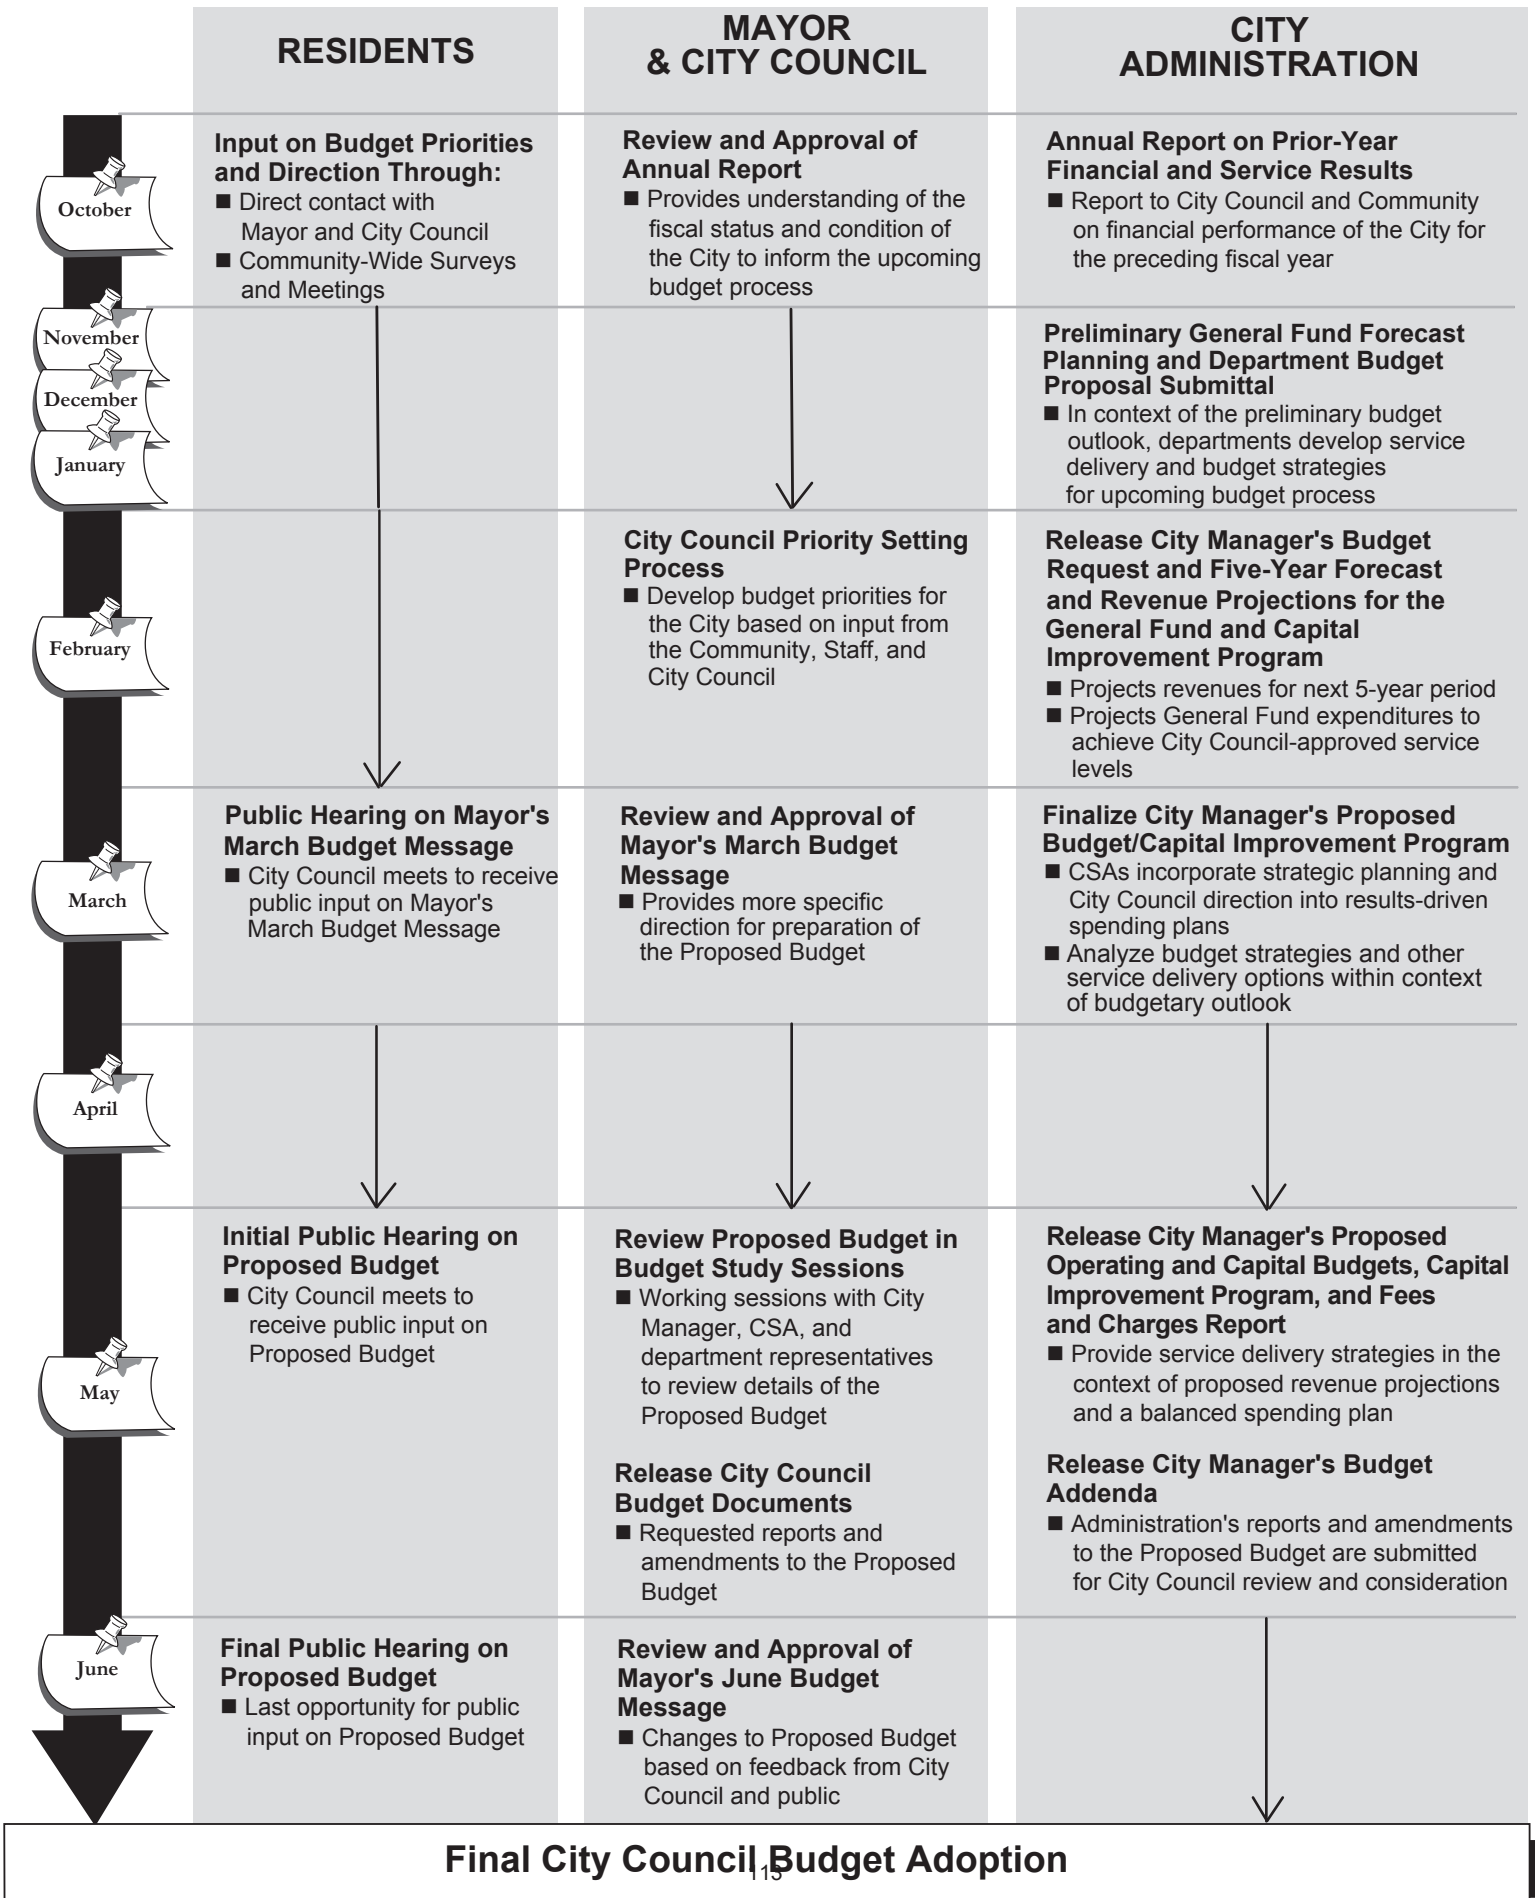 RESIDENTS
MAYOR
& CITY COUNCIL
CITY
ADMINISTRATION
October
Input on Budget Priorities
and Direction Through:
■ Direct contact with
Mayor and City Council
■ Community-Wide Surveys
and Meetings
Review and Approval of
Annual Report
■ Provides understanding of the
fiscal status and condition of
the City to inform the upcoming
budget process
Annual Report on Prior-Year
Financial and Service Results
■ Report to City Council and Community
on financial performance of the City for
the preceding fiscal year
November
December
January
Preliminary General Fund Forecast
Planning and Department Budget
Proposal Submittal
■ In context of the preliminary budget
outlook, departments develop service
delivery and budget strategies
for upcoming budget process
February
City Council Priority Setting
Process
■ Develop budget priorities for
the City based on input from
the Community, Staff, and
City Council
Release City Manager's Budget
Request and Five-Year Forecast
and Revenue Projections for the
General Fund and Capital
Improvement Program
■ Projects revenues for next 5-year period
■ Projects General Fund expenditures to
achieve City Council-approved service
levels
March
Public Hearing on Mayor's
March Budget Message
■ City Council meets to receive
public input on Mayor's
March Budget Message
Review and Approval of
Mayor's March Budget
Message
■ Provides more specific
direction for preparation of
the Proposed Budget
Finalize City Manager's Proposed
Budget/Capital Improvement Program
■ CSAs incorporate strategic planning and
City Council direction into results-driven
spending plans
■ Analyze budget strategies and other
service delivery options within context
of budgetary outlook
April
May
Initial Public Hearing on
Proposed Budget
■ City Council meets to
receive public input on
Proposed Budget
Review Proposed Budget in
Budget Study Sessions
■ Working sessions with City
Manager, CSA, and
department representatives
to review details of the
Proposed Budget
Release City Council
Budget Documents
■ Requested reports and
amendments to the Proposed
Budget
Release City Manager's Proposed
Operating and Capital Budgets, Capital
Improvement Program, and Fees
and Charges Report
■ Provide service delivery strategies in the
context of proposed revenue projections
and a balanced spending plan
Release City Manager's Budget
Addenda
■ Administration's reports and amendments
to the Proposed Budget are submitted
for City Council review and consideration
June
Final Public Hearing on
Proposed Budget
■ Last opportunity for public
input on Proposed Budget
Review and Approval of
Mayor's June Budget
Message
■ Changes to Proposed Budget
based on feedback from City
Council and public
Final City Council Budget Adoption
113